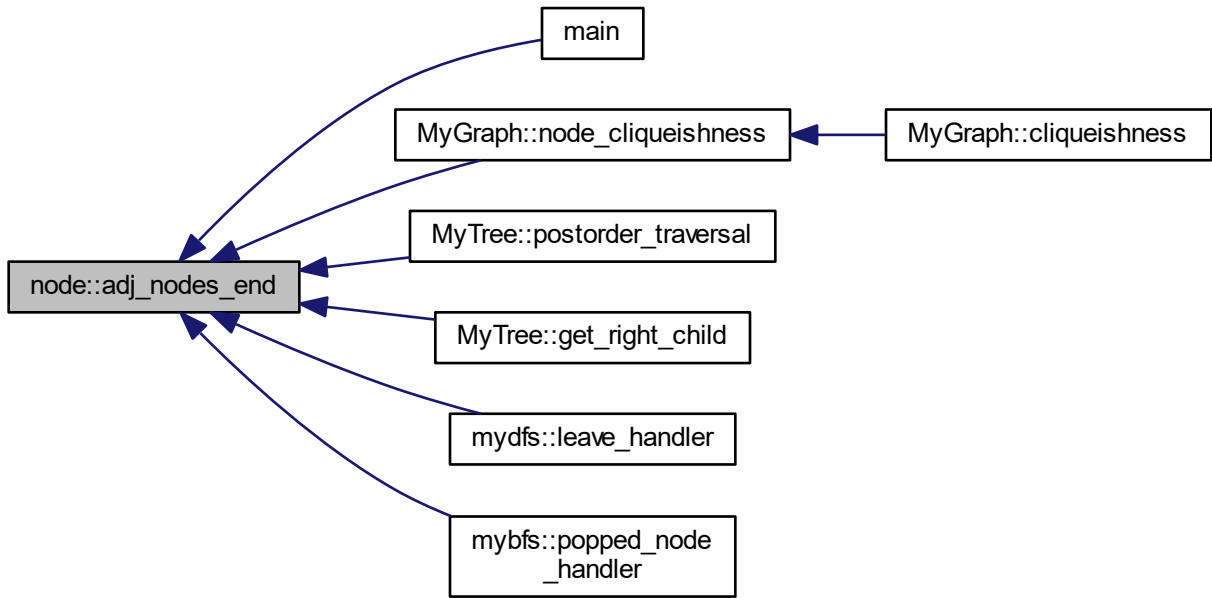 main
MyGraph::node_cliqueishness
MyGraph::cliqueishness
MyTree::postorder_traversal
node::adj_nodes_end
MyTree::get_right_child
mydfs::leave_handler
mybfs::popped_node
_handler